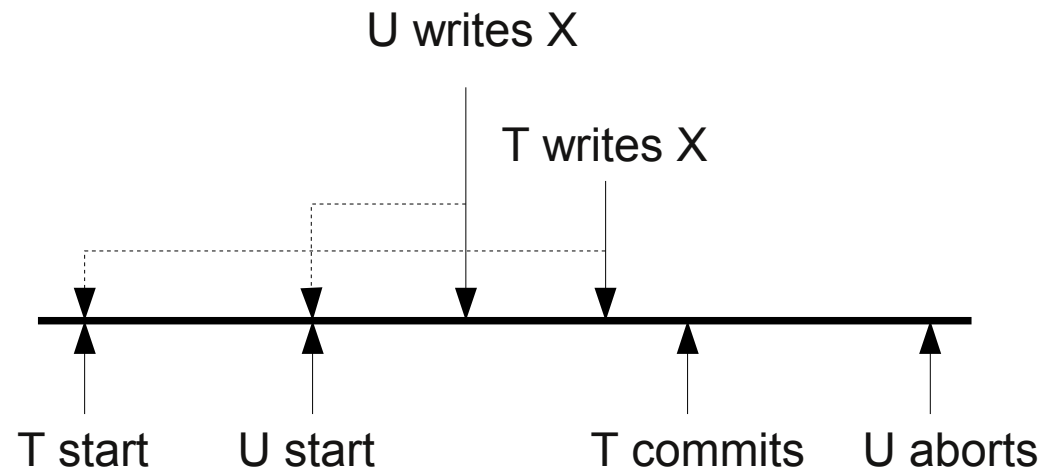 U writes X
T writes X
T start
U start
T commits
U aborts